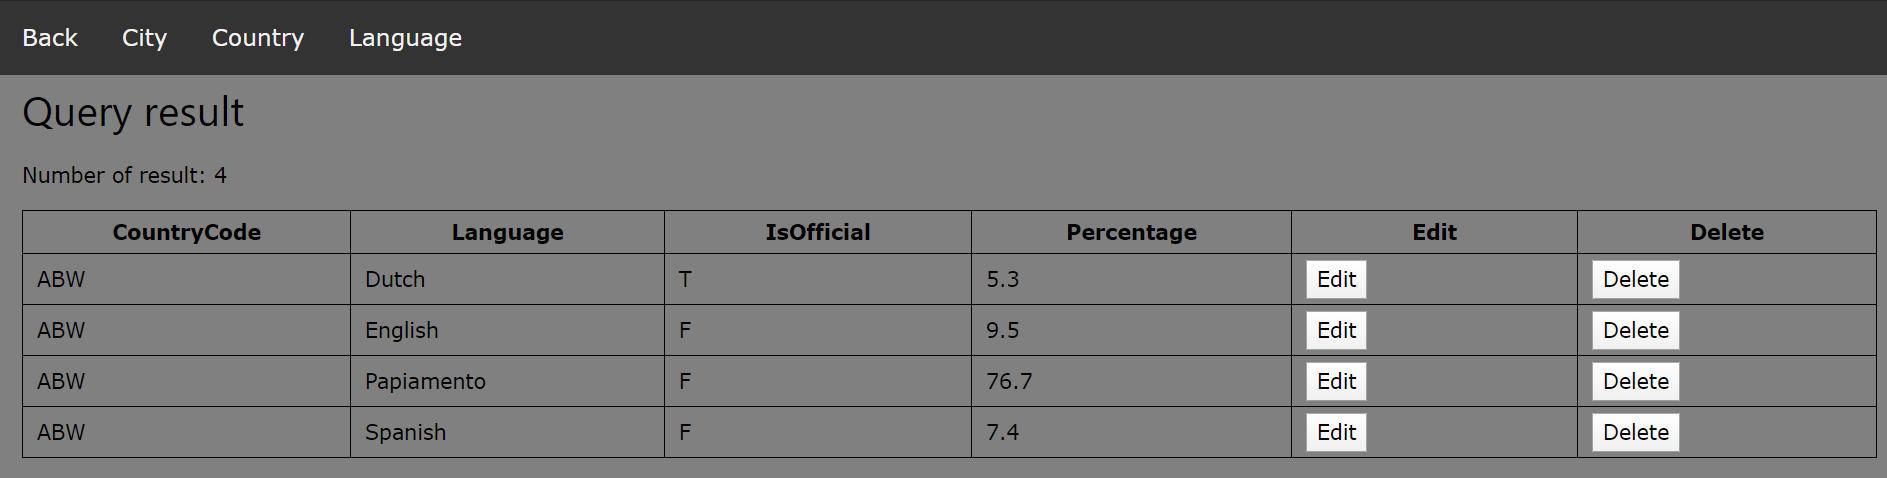 Back City Country Language
Query result
Number of result: 4
CountryCode Language IsOfficial Percentage Edit Delete
ABW Dutch T 5.3 Edit Delete
ABW English F 9.5 Edit Delete
ABW Papiamento F 76.7 Edit Delete
ABW Spanish F 7.4 Edit Delete